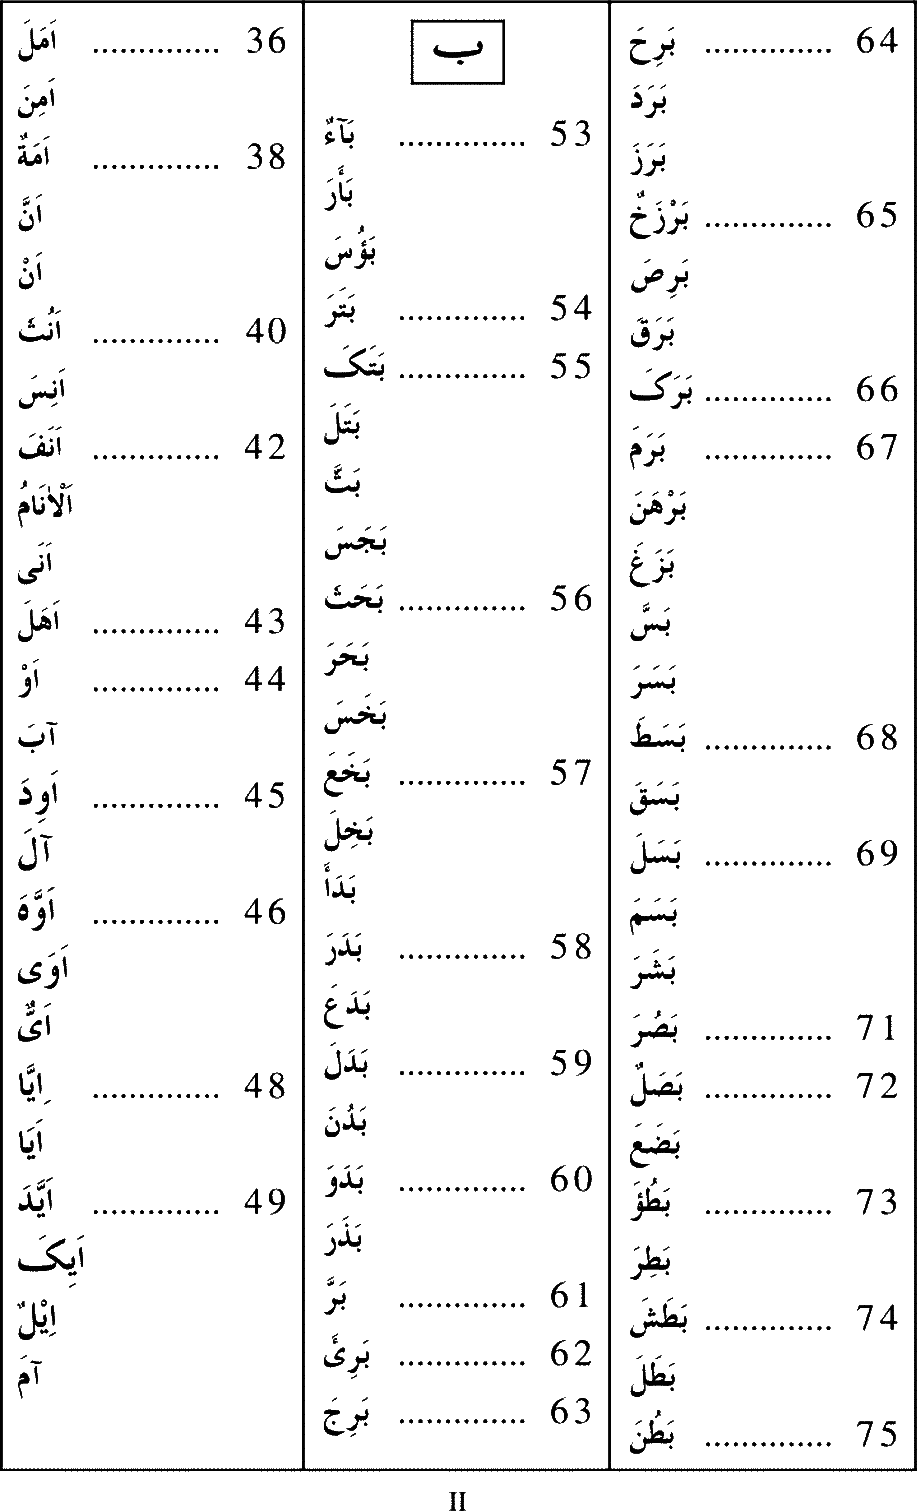 اَمَلَ ............. 36
اَمِنَ
اَمَةٌ ............. 38
اَنَّ
اَنْ
اَنُثَ ............. 40
اَنِسَ
اَنَفَ ............. 42
اَلْاَنَامُ
اَنَى
اَهَلَ ............. 43
اَوْ ............. 44
آبَ
اَوِدَ ............. 45
آلَ
اَوَّهَ ............. 46
اَوَى
اَىٌّ
اِيَّا ............. 48
اَيَا
اَيَّدَ ............. 49
اَيِكَ
اِيْلٌ
آمَ
ب
بَآءٌ ............. 53
بَأَرَ
بَؤُسَ
بَتَرَ ............. 54
بَتَكَ ............. 55
بَتَلَ
بَثَّ
بَجَسَ
بَحَثَ ............. 56
بَحَرَ
بَخَسَ
بَخَعَ ............. 57
بَخِلَ
بَدَأَ
بَدَرَ ............. 58
بَدَعَ
بَدَلَ ............. 59
بَدُنَ
بَدَوَ ............. 60
بَذَرَ
بَرَّ ............. 61
بَرِئَ ............. 62
بَرِجَ ............. 63
بَرِحَ ............. 64
بَرَدَ
بَرَزَ
بَرْزَخٌ ............. 65
بَرِصَ
بَرَقَ
بَرَكَ ............. 66
بَرَمَ ............. 67
بَرْهَنَ
بَزَغَ
بَسَّ
بَسَرَ
بَسَطَ ............. 68
بَسَقَ
بَسَلَ ............. 69
بَسَمَ
بَشَرَ
بَصُرَ ............. 71
بَصَلٌ ............. 72
بَضَعَ
بَطُؤَ ............. 73
بَطِرَ
بَطَشَ ............. 74
بَطَلَ
بَطُنَ ............. 75
II